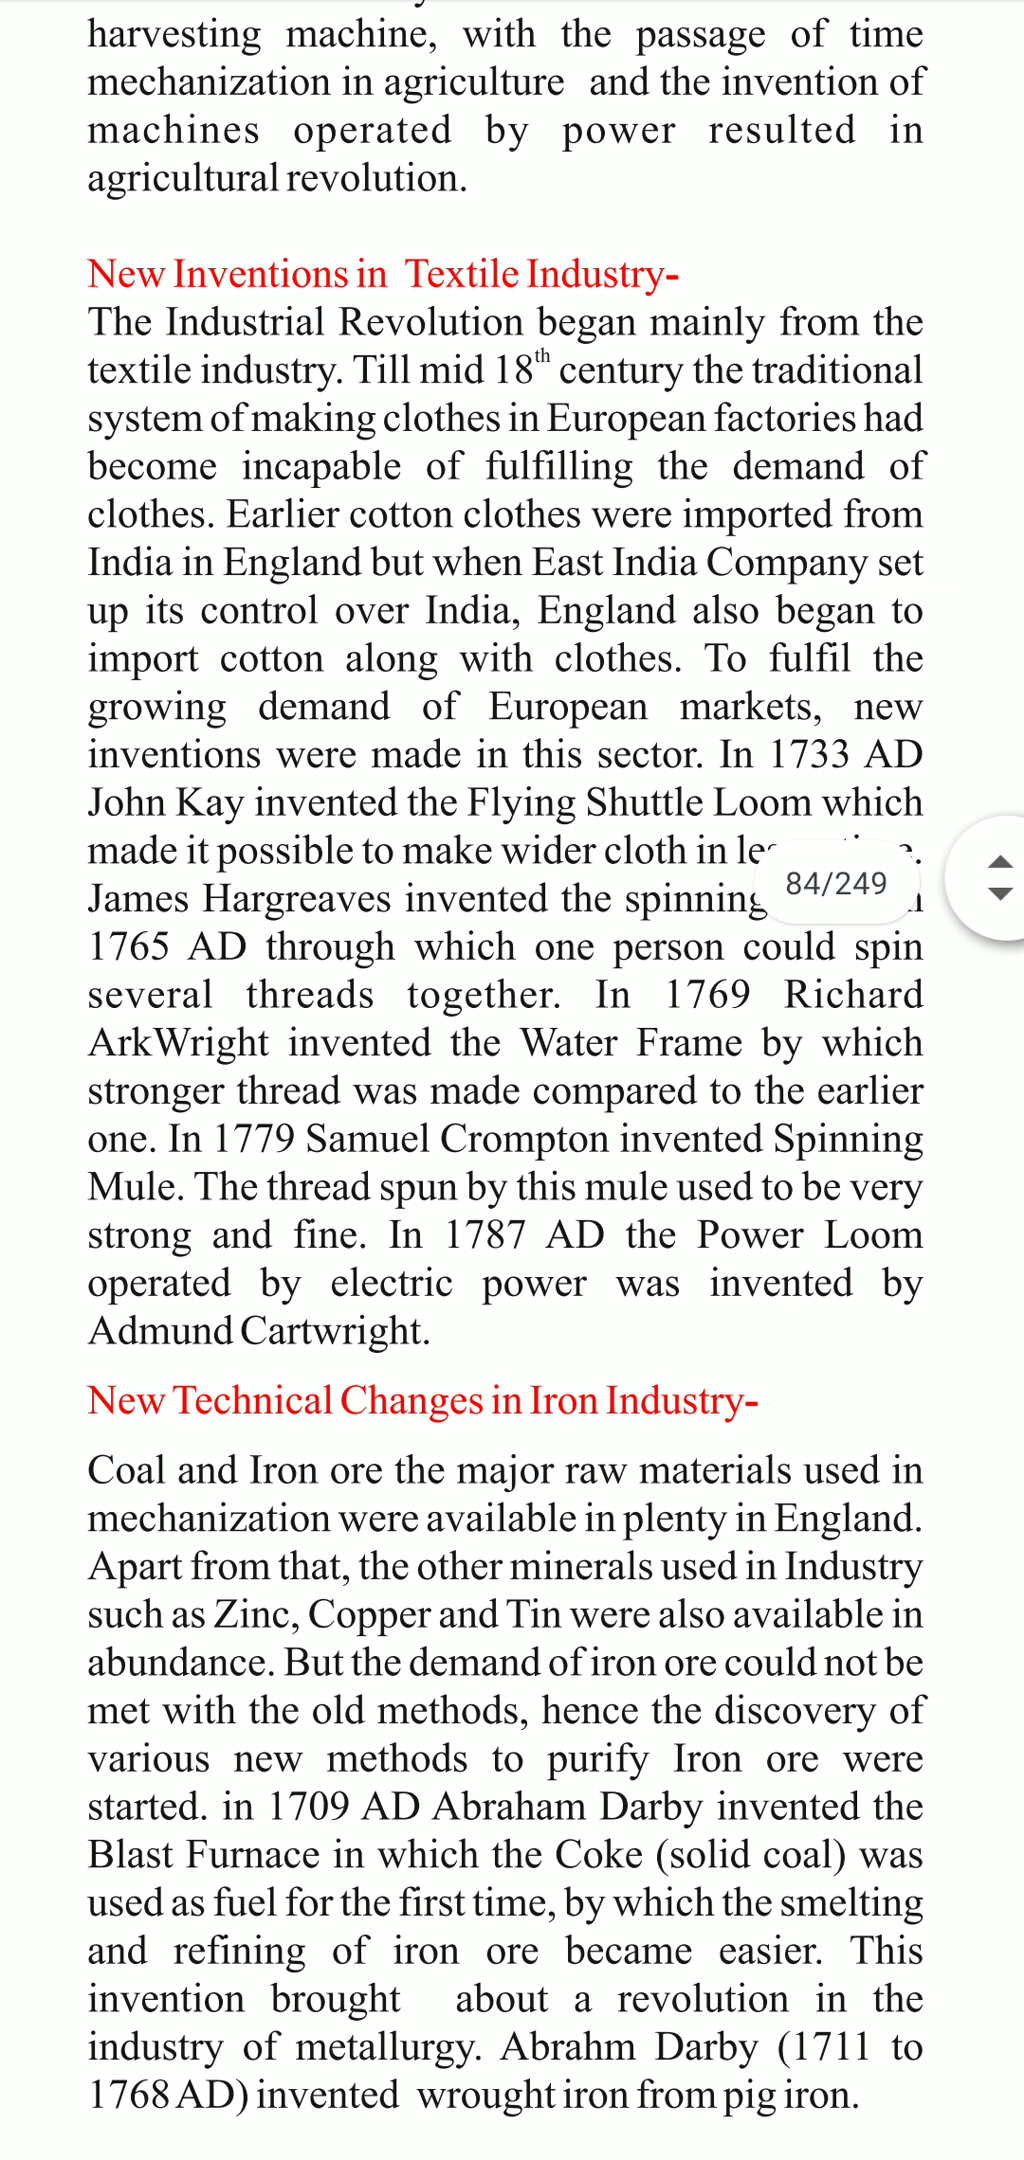 harvesting machine, with the passage of time
mechanization in agriculture and the invention of
machines operated by power resulted in
agricultural revolution.
New Inventions in Textile Industry-
The Industrial Revolution began mainly from the
textile industry. Till mid 18th century the traditional
system of making clothes in European factories had
become incapable of fulfilling the demand of
clothes. Earlier cotton clothes were imported from
India in England but when East India Company set
up its control over India, England also began to
import cotton along with clothes. To fulfil the
growing demand of European markets, new
inventions were made in this sector. In 1733 AD
John Kay invented the Flying Shuttle Loom which
made it possible to make wider cloth in
84/249
James Hargreaves invented the spinning
1765 AD through which one person could spin
several threads together. In 1769 Richard
ArkWright invented the Water Frame by which
stronger thread was made compared to the earlier
one. In 1779 Samuel Crompton invented Spinning
Mule. The thread spun by this mule used to be very
strong and fine. In 1787 AD the Power Loom
operated by electric power was invented by
Admund Cartwright.
New Technical Changes in Iron Industry-
Coal and Iron ore the major raw materials used in
mechanization were available in plenty in England.
Apart from that, the other minerals used in Industry
such as Zinc, Copper and Tin were also available in
abundance. But the demand of iron ore could not be
met with the old methods, hence the discovery of
various new methods to purify Iron ore were
started. in 1709 AD Abraham Darby invented the
Blast Furnace in which the Coke (solid coal) was
used as fuel for the first time, by which the smelting
and refining of iron ore became easier. This
invention brought about a revolution in the
industry of metallurgy. Abrahm Darby (1711 to
1768 AD) invented wrought iron from pig iron.